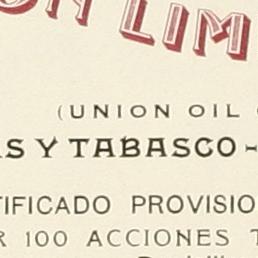 ON LIM
(UNION OIL
AS Y TABASCO-
TIFICADO PROVISIO
R 100 ACCIONES T